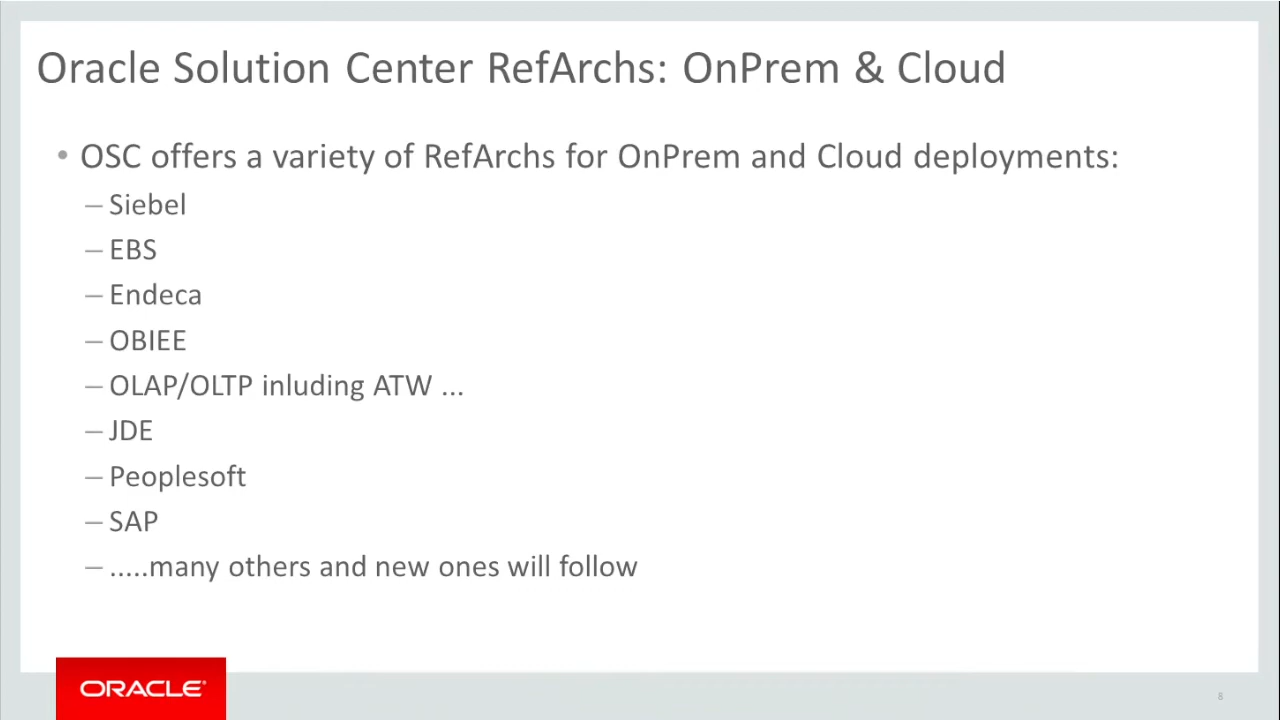 Oracle Solution Center RefArchs: OnPrem & Cloud
• OSC offers a variety of RefArchs for OnPrem and Cloud deployments:
– Siebel
– EBS
– Endeca
– OBIEE
– OLAP/OLTP inluding ATW ...
– JDE
– Peoplesoft
– SAP
– .....many others and new ones will follow
ORACLE®
8